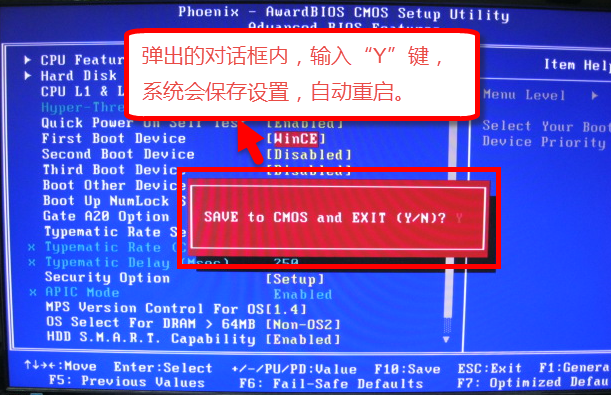 Phoenix - AwardBIOS CMOS Setup Utility
Advanced BIOS Features
弹出的对话框内，输入“Y”键，
系统会保存设置，自动重启。
CPU Featur
Item Help
Hard Disk
CPU L1 & L
Menu Level
Hyper-Thre
Quick Power On Self Test [Enabled]
Select Your Boot
First Boot Device [WinCE]
Device Priority
Second Boot Device [Disabled]
Third Boot Device [Disabled]
Boot Other Device
Boot Up NumLock S
Gate A20 Option
SAVE to CMOS and EXIT (Y/N)? Y
Typematic Rate Se
x Typematic Rate (C
x Typematic Delay (Msec) 250
Security Option [Setup]
x APIC Mode Enabled
MPS Version Control For OS[1.4]
OS Select For DRAM > 64MB [Non-OS2]
HDD S.M.A.R.T. Capability [Enabled]
↑↓→←:Move Enter:Select +/-/PU/PD:Value F10:Save ESC:Exit F1:Genera
F5: Previous Values F6: Fail-Safe Defaults F7: Optimized Defau